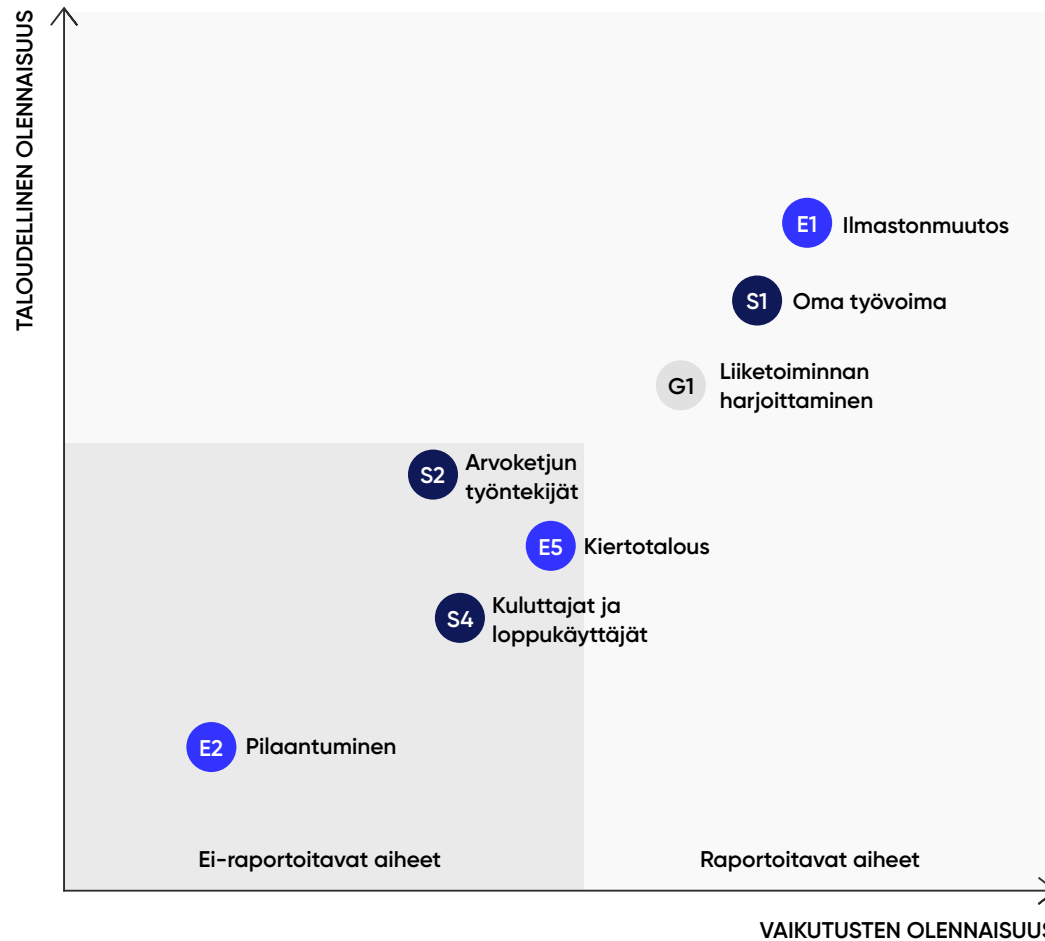 TALOUDELLINEN OLENNAISUUS
E1 Ilmastonmuutos
S1 Oma työvoima
G1 Liiketoiminnan
harjoittaminen
S2 Arvoketjun
työntekijät
E5 Kiertotalous
S4 Kuluttajat ja
loppukäyttäjät
E2 Pilaantuminen
Ei-raportoitavat aiheet
Raportoitavat aiheet
VAIKUTUSTEN OLENNAISUUS